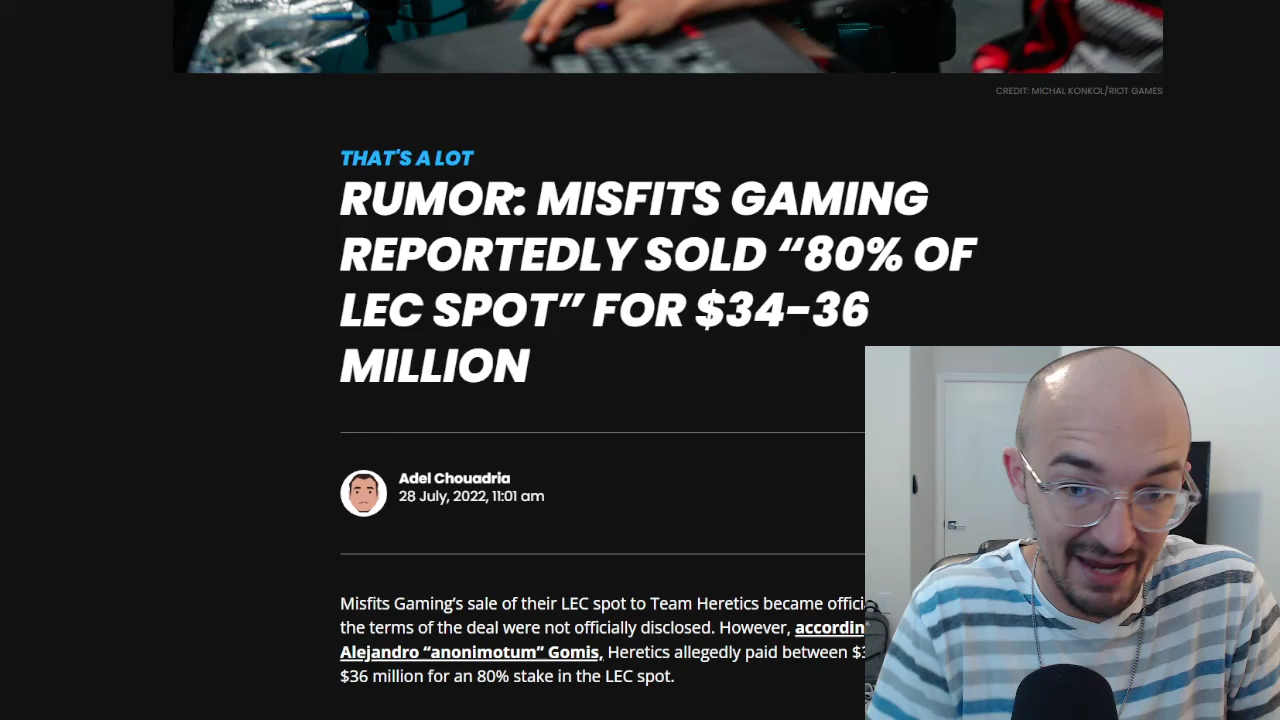 CREDIT: MICHAL KONKOL/RIOT GAMES
THAT'S A LOT
RUMOR: MISFITS GAMING
REPORTEDLY SOLD “80% OF
LEC SPOT” FOR $34-36
MILLION
Adel Chouadria
28 July, 2022, 11:01 am
Misfits Gaming’s sale of their LEC spot to Team Heretics became offici
the terms of the deal were not officially disclosed. However, accordin
Alejandro “anonimotum” Gomis, Heretics allegedly paid between $3
$36 million for an 80% stake in the LEC spot.